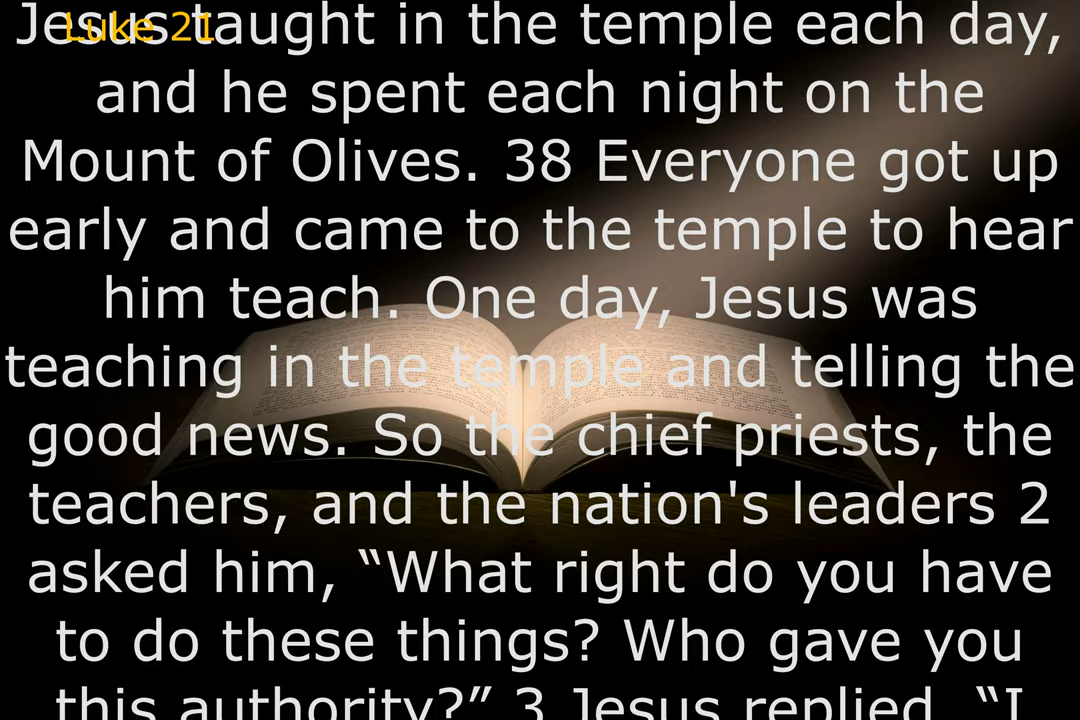 Luke 21
Jesus taught in the temple each day,
and he spent each night on the
Mount of Olives. 38 Everyone got up
early and came to the temple to hear
him teach. One day, Jesus was
teaching in the temple and telling the
good news. So the chief priests, the
teachers, and the nation's leaders 2
asked him, “What right do you have
to do these things? Who gave you
this authority?” 3 Jesus replied, “I